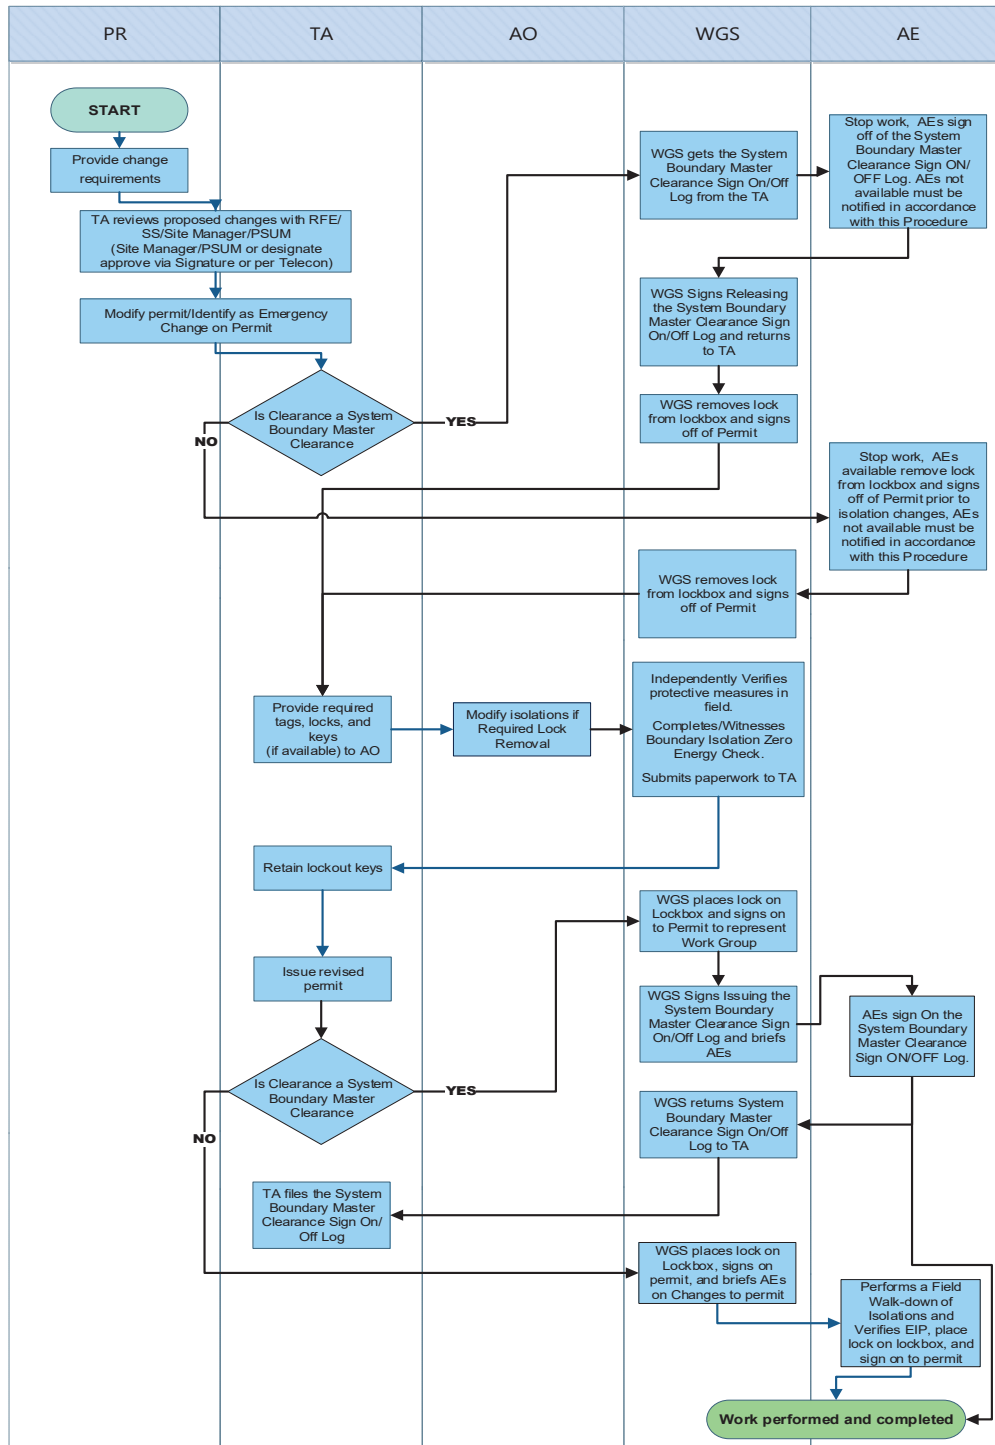 PR
TA
AO
WGS
AE
START
Provide change
requirements
TA reviews proposed changes with RFE/
SS/Site Manager/PSUM
(Site Manager/PSUM or designate
approve via Signature or per Telecon)
Modify permit/Identify as Emergency
Change on Permit
Is Clearance a System
Boundary Master
Clearance
YES
NO
WGS gets the System
Boundary Master
Clearance Sign On/Off
Log from the TA
Stop work, AEs sign
off of the System
Boundary Master
Clearance Sign ON/
OFF Log. AEs not
available must be
notified in accordance
with this Procedure
WGS Signs Releasing
the System Boundary
Master Clearance Sign
On/Off Log and returns
to TA
WGS removes lock
from lockbox and signs
off of Permit
Stop work, AEs
available remove lock
from lockbox and signs
off of Permit prior to
isolation changes, AEs
not available must be
notified in accordance
with this Procedure
WGS removes lock
from lockbox and signs
off of Permit
Provide required
tags, locks, and
keys
(if available) to AO
Modify isolations if
Required Lock
Removal
Independently Verifies
protective measures in
field.
Completes/Witnesses
Boundary Isolation Zero
Energy Check.
Submits paperwork to TA
Retain lockout keys
Issue revised
permit
Is Clearance a System
Boundary Master
Clearance
YES
NO
WGS places lock on
Lockbox and signs on
to Permit to represent
Work Group
WGS Signs Issuing the
System Boundary
Master Clearance Sign
On/Off Log and briefs
AEs
AEs sign On the
System Boundary
Master Clearance
Sign ON/OFF Log.
WGS returns System
Boundary Master
Clearance Sign On/Off
Log to TA
TA files the System
Boundary Master
Clearance Sign On/
Off Log
WGS places lock on
Lockbox, signs on
permit, and briefs AEs
on Changes to permit
Performs a Field
Walk-down of
Isolations and
Verifies EIP, place
lock on lockbox, and
sign on to permit
Work performed and completed